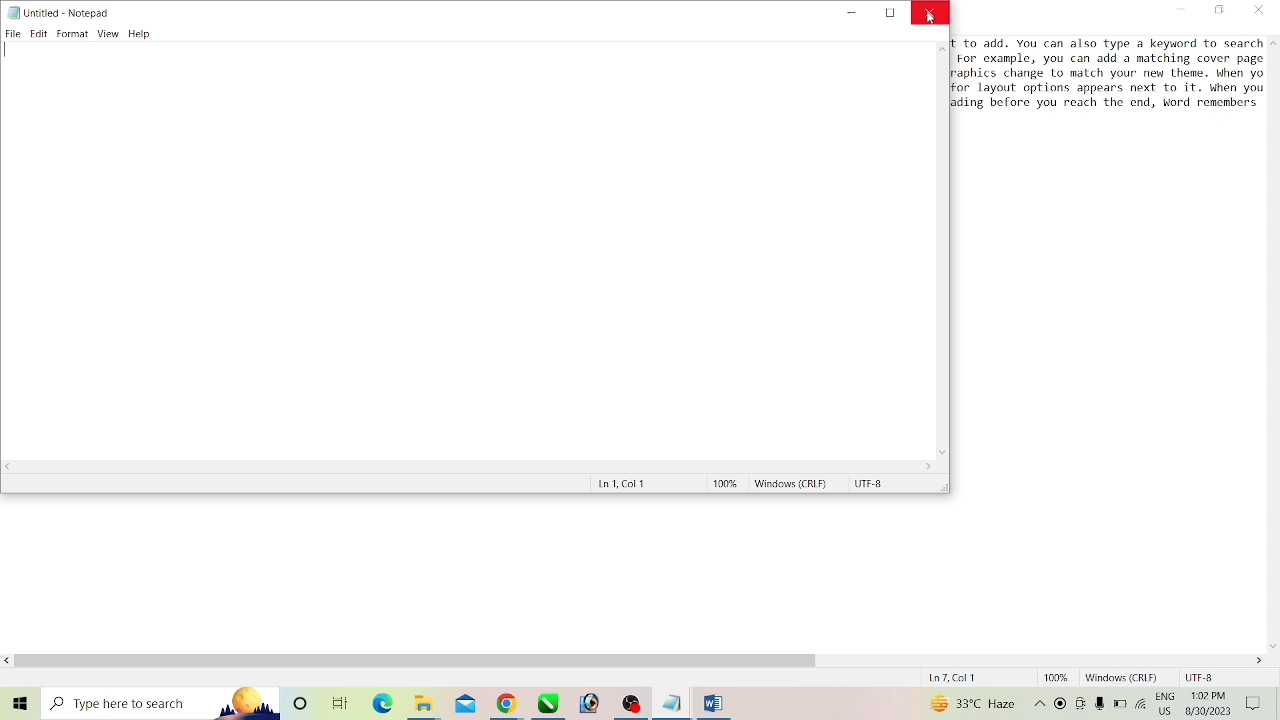 Untitled - Notepad
File Edit Format View Help
t to add. You can also type a keyword to search
For example, you can add a matching cover page
raphics change to match your new theme. When yo
for layout options appears next to it. When you
ading before you reach the end, Word remembers
Ln 1, Col 1 100% Windows (CRLF) UTF-8
Ln 7, Col 1 100% Windows (CRLF) UTF-8
Type here to search
33°C Haze
ENG
US
1:02 PM
8/30/2023